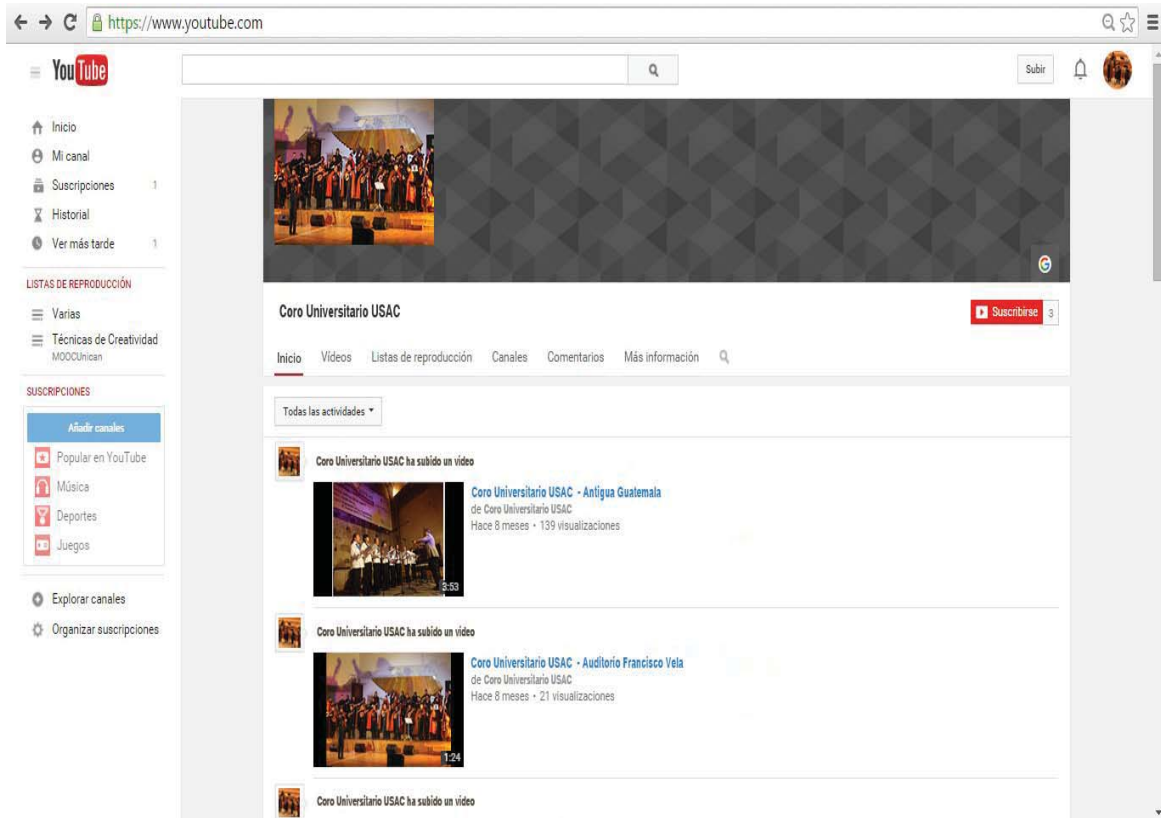 https://www.youtube.com
YouTube
Subir
Inicio
Mi canal
Suscripciones 1
Historial
Ver más tarde 1
LISTAS DE REPRODUCCIÓN
Varias
Técnicas de Creatividad
MOOCUnican
SUSCRIPCIONES
Añadir canales
Popular en YouTube
Música
Deportes
Juegos
Explorar canales
Organizar suscripciones
G
Coro Universitario USAC
Suscribirse 3
Inicio Vídeos Listas de reproducción Canales Comentarios Más información
Todas las actividades
Coro Universitario USAC ha subido un vídeo
Coro Universitario USAC - Antigua Guatemala
de Coro Universitario USAC
Hace 8 meses • 139 visualizaciones
3:53
Coro Universitario USAC ha subido un vídeo
Coro Universitario USAC - Auditorio Francisco Vela
de Coro Universitario USAC
Hace 8 meses • 21 visualizaciones
1:24
Coro Universitario USAC ha subido un vídeo